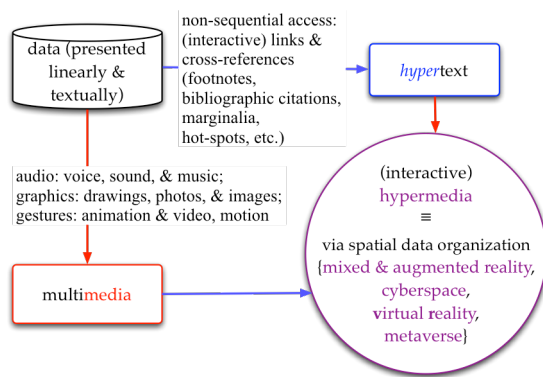 data (presented
linearly &
textually)
non-sequential access:
(interactive) links &
cross-references
(footnotes,
bibliographic citations,
marginalia,
hot-spots, etc.)
hypertext
audio: voice, sound, & music;
graphics: drawings, photos, & images;
gestures: animation & video, motion
multimedia
(interactive)
hypermedia
≡
via spatial data organization
{mixed & augmented reality,
cyberspace,
virtual reality,
metaverse}